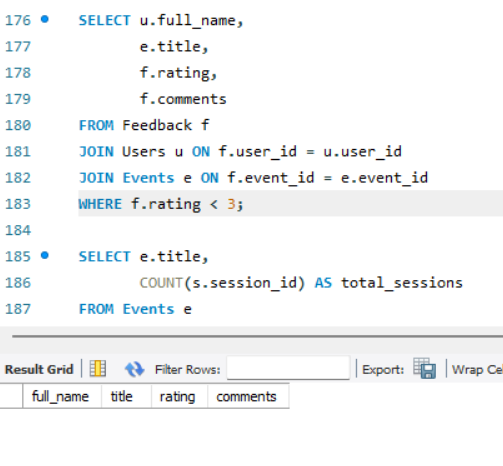 176 SELECT u.full_name,
177 e.title,
178 f.rating,
179 f.comments
180 FROM Feedback f
181 JOIN Users u ON f.user_id = u.user_id
182 JOIN Events e ON f.event_id = e.event_id
183 WHERE f.rating < 3;
184
185 SELECT e.title,
186 COUNT(s.session_id) AS total_sessions
187 FROM Events e
Result Grid Filter Rows: Export: Wrap Ce
full_name title rating comments